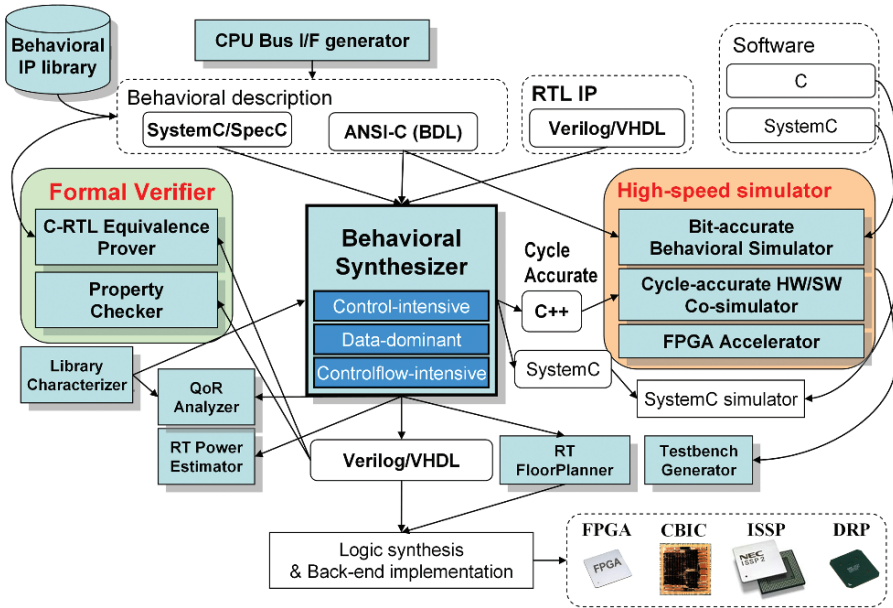 Behavioral
IP library
CPU Bus I/F generator
Behavioral description
SystemC/SpecC
ANSI-C (BDL)
RTL IP
Verilog/VHDL
Software
C
SystemC
Formal Verifier
C-RTL Equivalence
Prover
Property
Checker
Behavioral
Synthesizer
Control-intensive
Data-dominant
Controlflow-intensive
Cycle
Accurate
C++
SystemC
High-speed simulator
Bit-accurate
Behavioral Simulator
Cycle-accurate HW/SW
Co-simulator
FPGA Accelerator
SystemC simulator
Library
Characterizer
QoR
Analyzer
RT Power
Estimator
Verilog/VHDL
RT
FloorPlanner
Testbench
Generator
Logic synthesis
& Back-end implementation
FPGA
CBIC
ISSP
DRP
FPGA
NEC
ISSP2